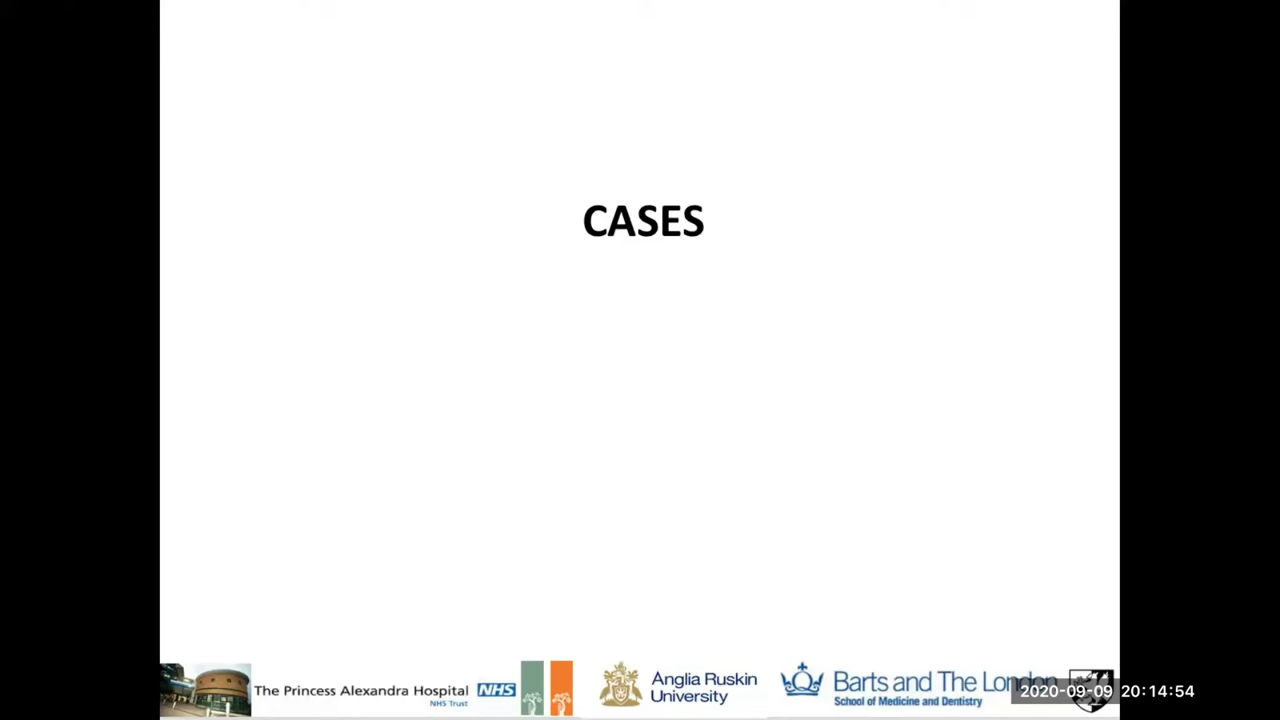 CASES
The Princess Alexandra Hospital NHS
NHS Trust
Anglia Ruskin
University
Barts and The London
School of Medicine and Dentistry
2020-09-09 20:14:54